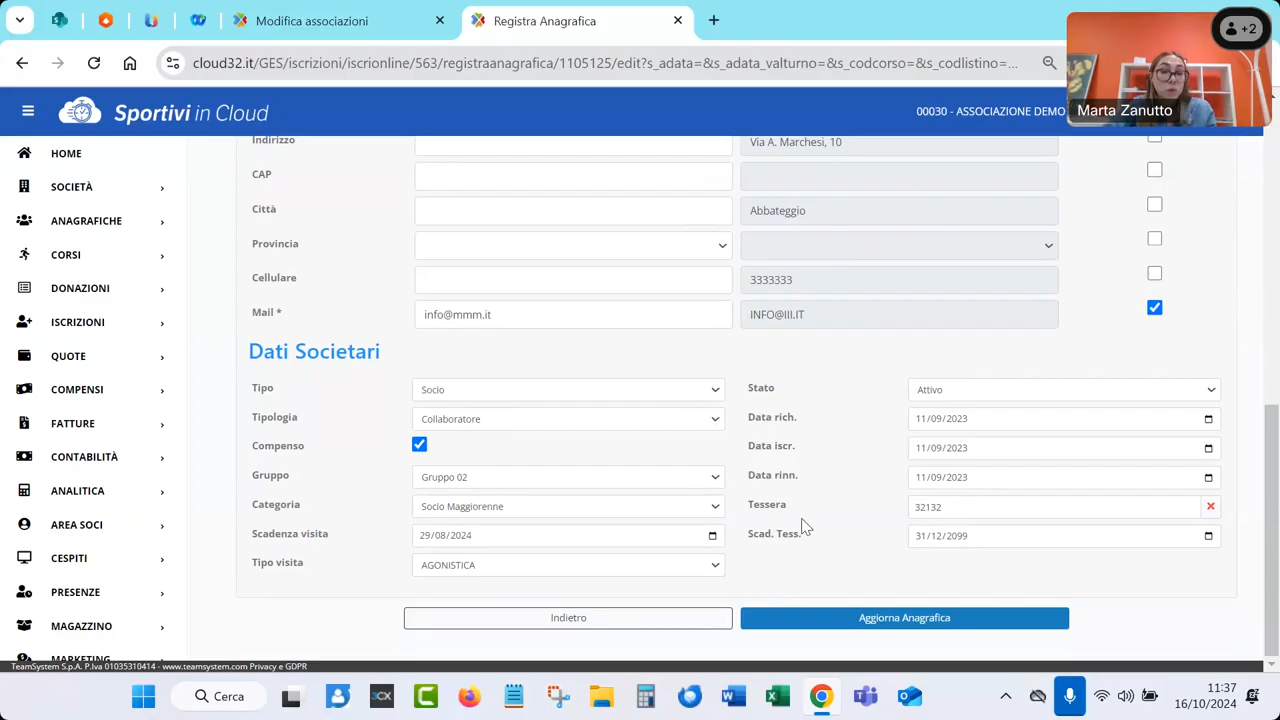 Modifica associazioni
Registra Anagrafica
+2
cloud32.it/GES/iscrizioni/iscrionline/563/registraanagrafica/1105125/edit?s_adata=&s_adata_valturno=&s_codcorso=&s_codlistino=...
Marta Zanutto
Sportivi in Cloud
00030 - ASSOCIAZIONE DEMO
HOME
SOCIETÀ
ANAGRAFICHE
CORSI
DONAZIONI
ISCRIZIONI
QUOTE
COMPENSI
FATTURE
CONTABILITÀ
ANALITICA
AREA SOCI
CESPITI
PRESENZE
MAGAZZINO
MARKETING
Indirizzo Via A. Marchesi, 10
CAP
Città Abbateggio
Provincia
Cellulare 3333333
Mail * info@mmm.it INFO@III.IT
Dati Societari
Tipo Socio Stato Attivo
Tipologia Collaboratore Data rich. 11/09/2023
Compenso Data iscr. 11/09/2023
Gruppo Gruppo 02 Data rinn. 11/09/2023
Categoria Socio Maggiorenne Tessera 32132
Scadenza visita 29/08/2024 Scad. Tess. 31/12/2099
Tipo visita AGONISTICA
Indietro Aggiorna Anagrafica
TeamSystem S.p.A. P.Iva 01035310414 - www.teamsystem.com Privacy e GDPR
Cerca
3CX
11:37
16/10/2024